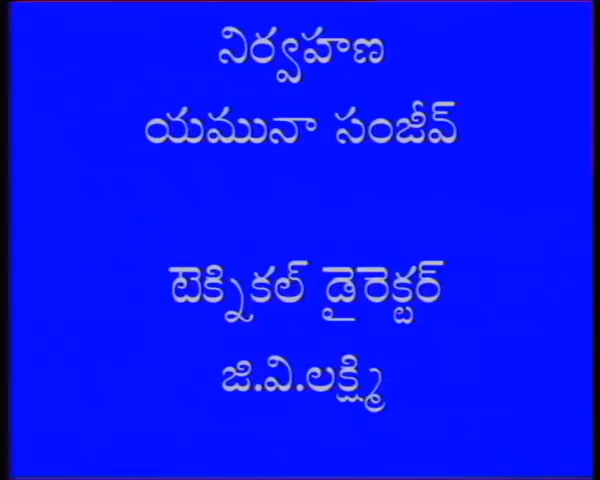 నిర్వహణ
యమునా సంజీవ్
టెక్నికల్ డైరెక్టర్
జి.వి.లక్ష్మి